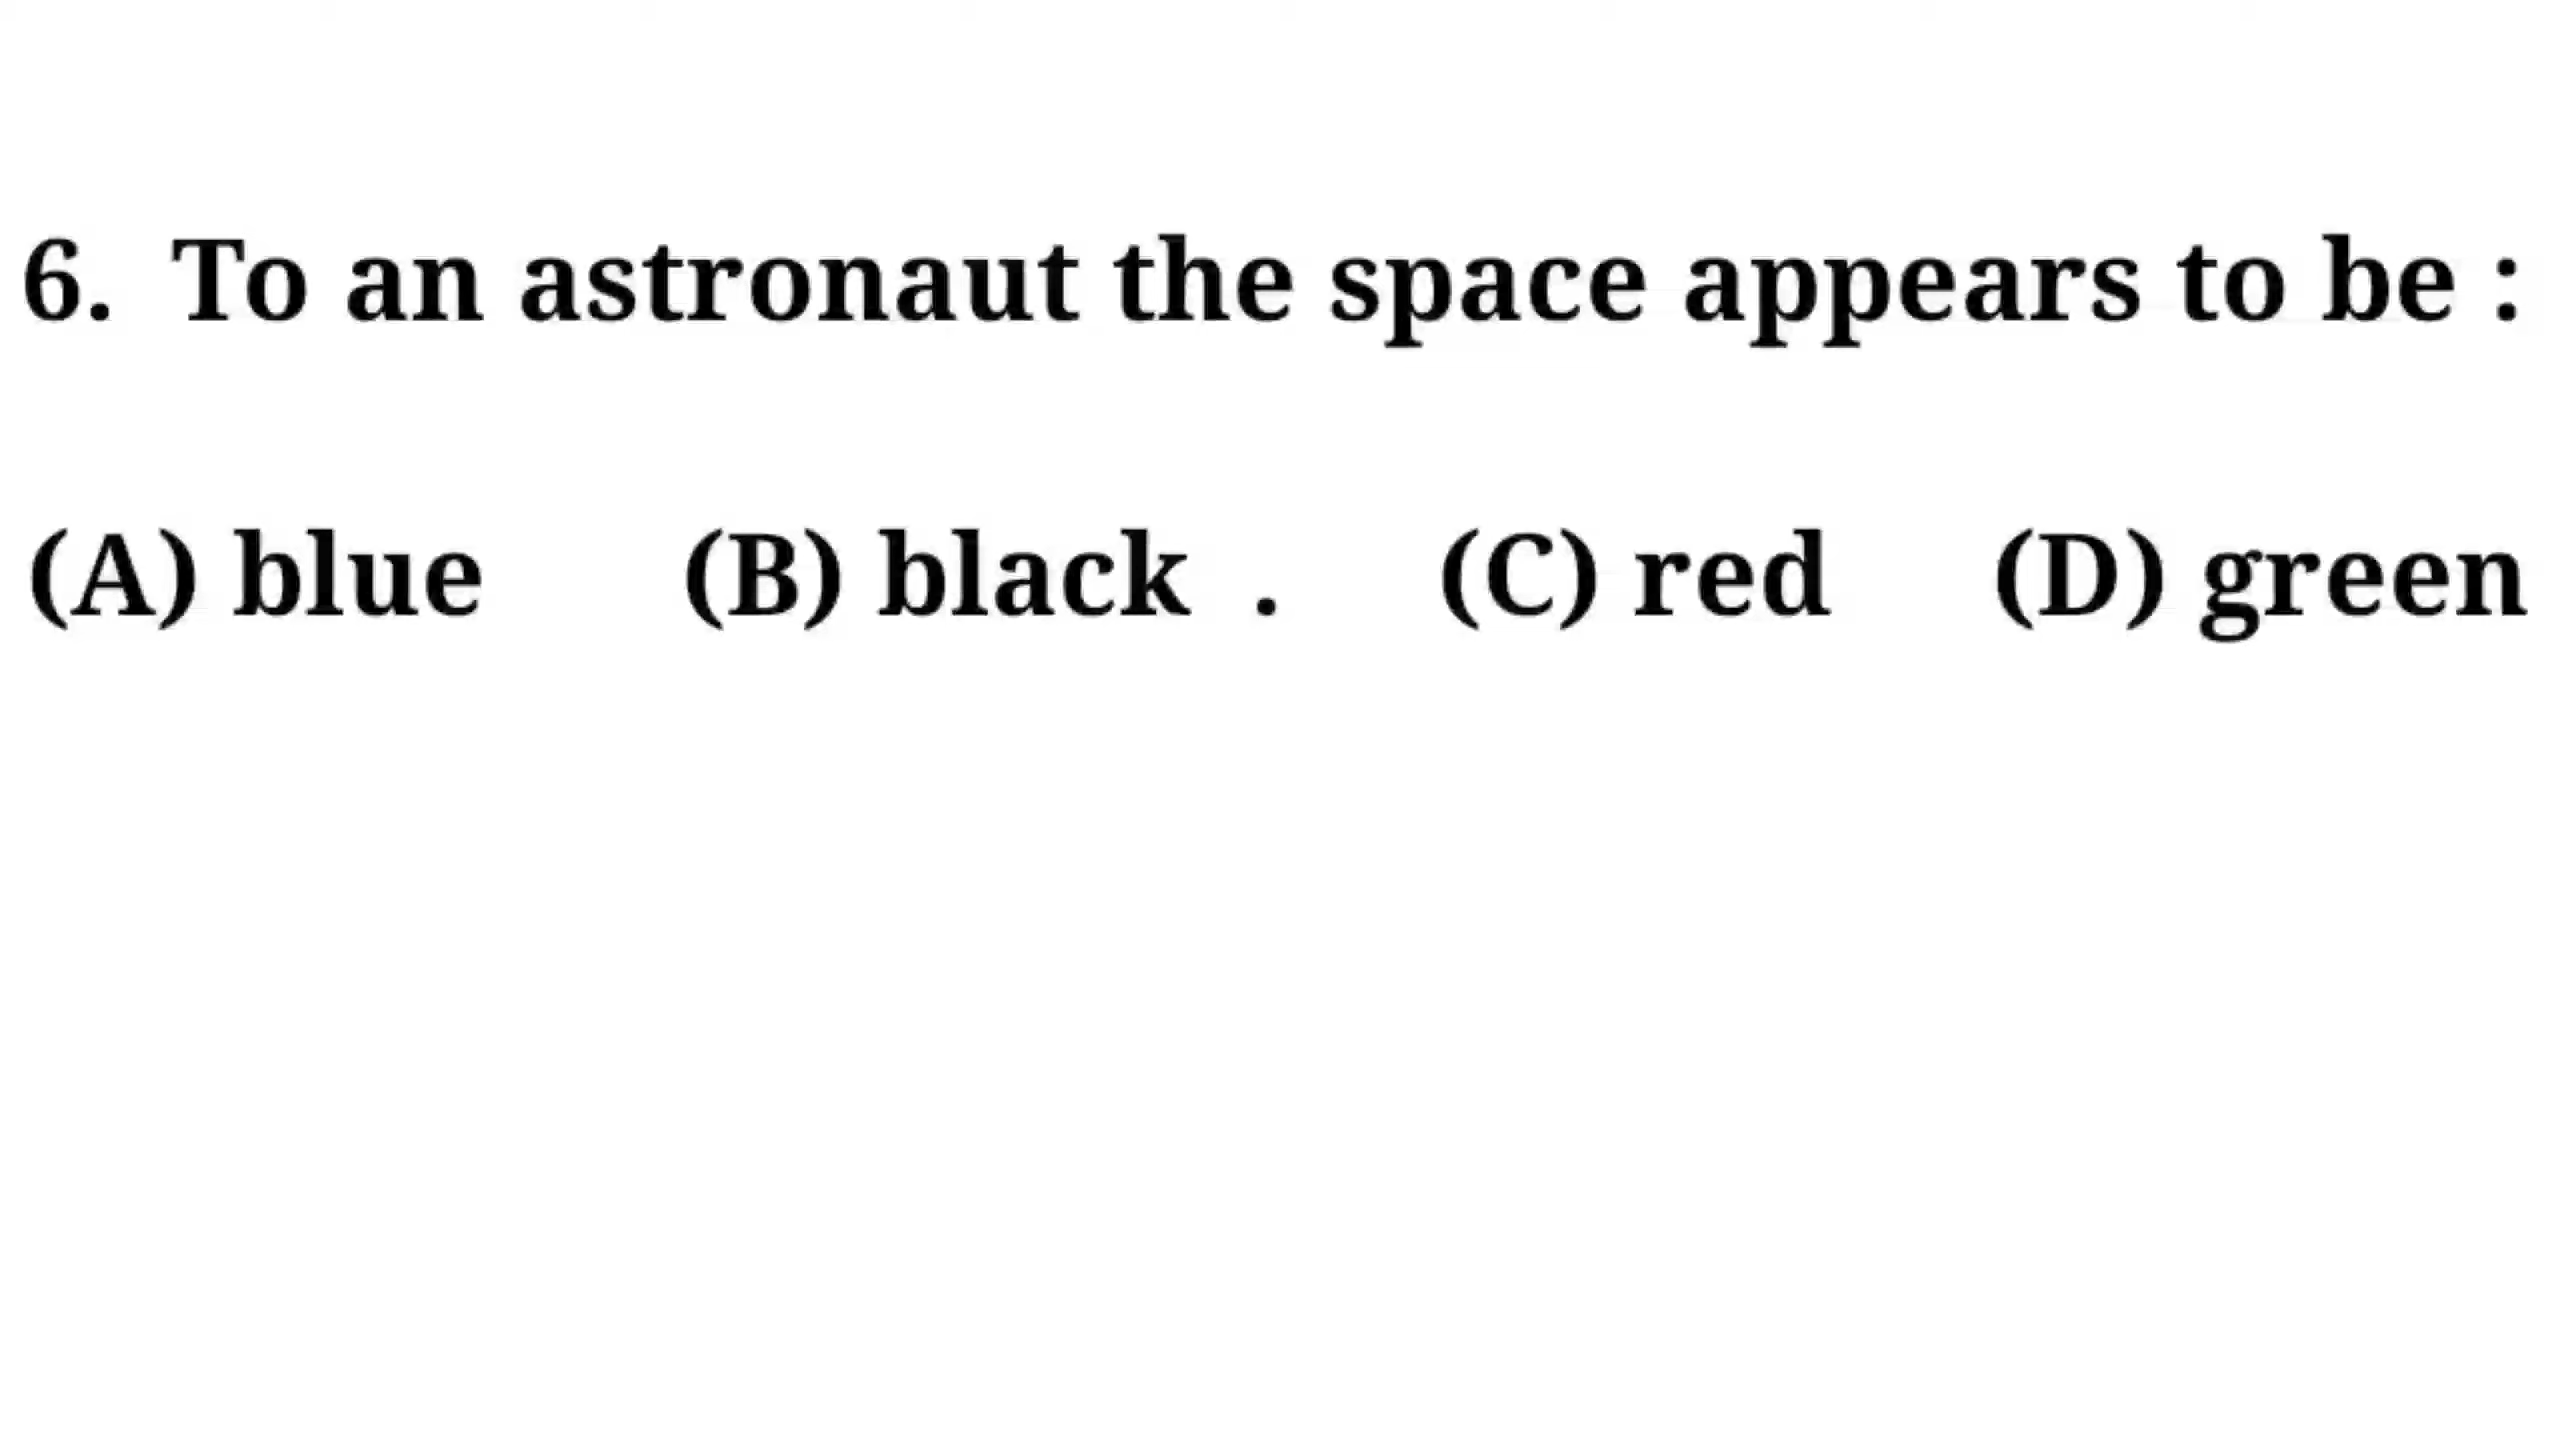 6. To an astronaut the space appears to be :
(A) blue (B) black . (C) red (D) green